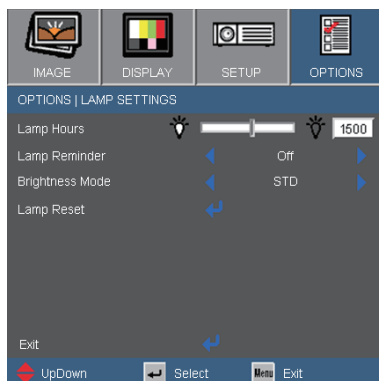 IMAGE DISPLAY SETUP OPTIONS
OPTIONS | LAMP SETTINGS
Lamp Hours 1500
Lamp Reminder Off
Brightness Mode STD
Lamp Reset
Exit
UpDown Select Menu Exit